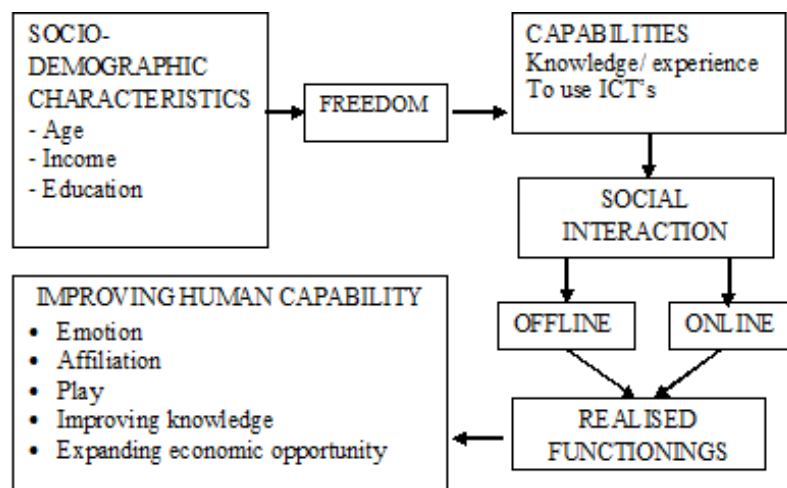 SOCIO-
DEMOGRAPHIC
CHARACTERISTICS
- Age
- Income
- Education
FREEDOM
CAPABILITIES
Knowledge/ experience
To use ICT's
SOCIAL
INTERACTION
OFFLINE
ONLINE
REALISED
FUNCTIONINGS
IMPROVING HUMAN CAPABILITY
• Emotion
• Affiliation
• Play
• Improving knowledge
• Expanding economic opportunity